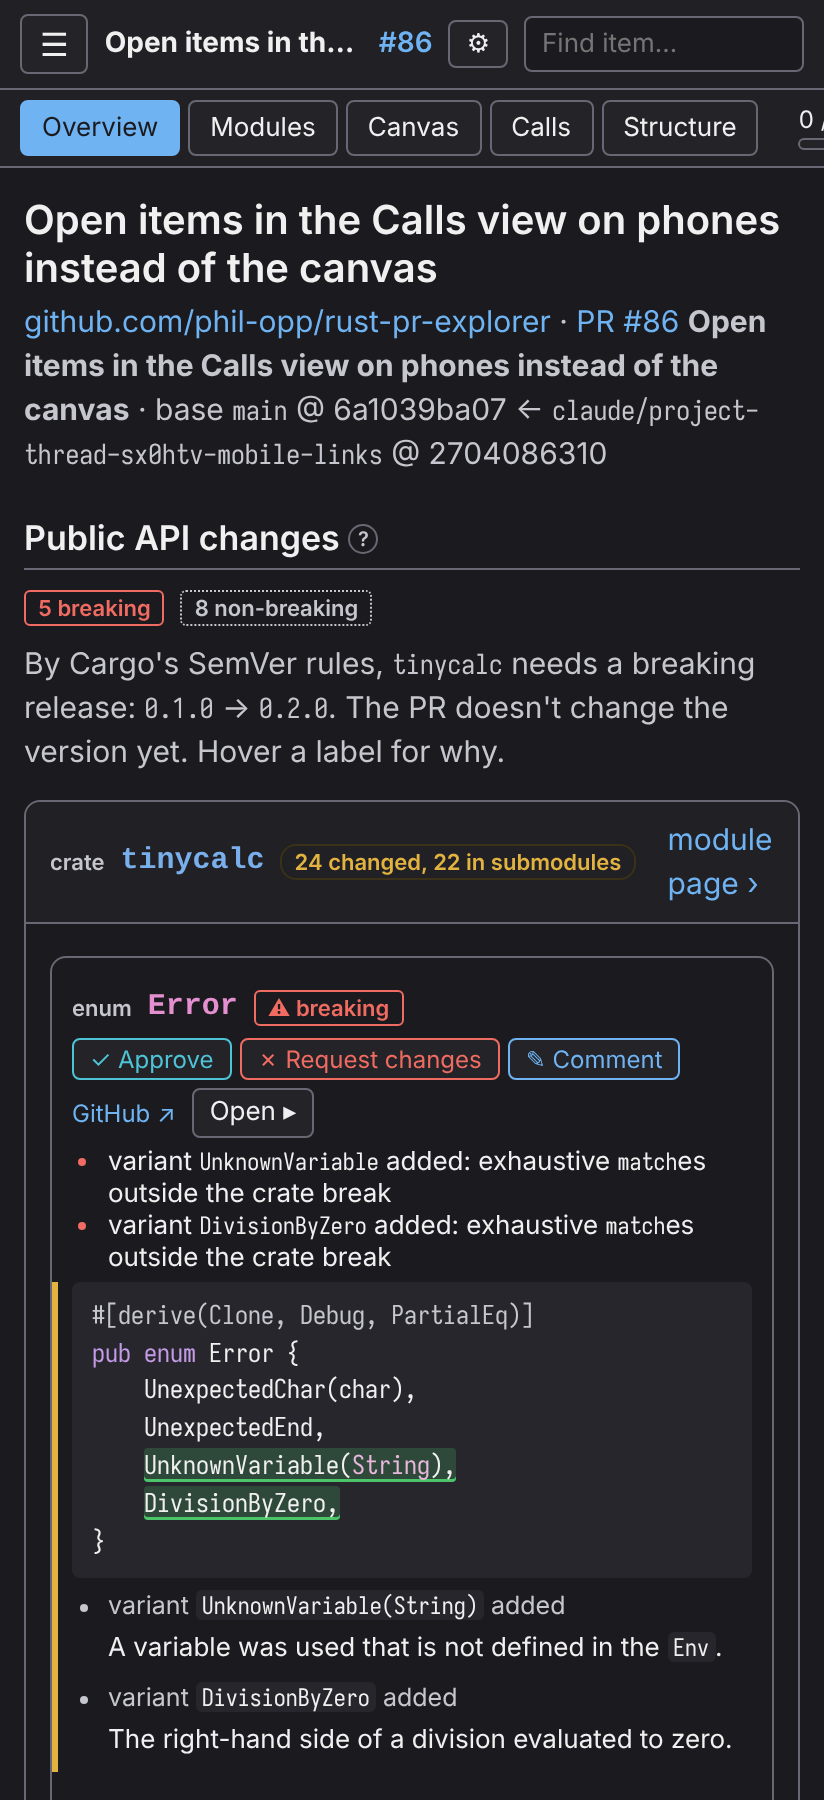 ☰ Open items in th... #86 ⚙ Find item...
Overview Modules Canvas Calls Structure 0 /
Open items in the Calls view on phones
instead of the canvas
github.com/phil-opp/rust-pr-explorer · PR #86 Open
items in the Calls view on phones instead of the
canvas · base main @ 6a1039ba07 ← claude/project-
thread-sx0htv-mobile-links @ 2704086310
Public API changes ?
5 breaking 8 non-breaking
By Cargo's SemVer rules, tinycalc needs a breaking
release: 0.1.0 → 0.2.0. The PR doesn't change the
version yet. Hover a label for why.
crate tinycalc 24 changed, 22 in submodules module
page ›
enum Error ⚠ breaking
✓ Approve × Request changes ✎ Comment
GitHub ↗ Open ▸
• variant UnknownVariable added: exhaustive matches
outside the crate break
• variant DivisionByZero added: exhaustive matches
outside the crate break
#[derive(Clone, Debug, PartialEq)]
pub enum Error {
    UnexpectedChar(char),
    UnexpectedEnd,
    UnknownVariable(String),
    DivisionByZero,
}
• variant UnknownVariable(String) added
A variable was used that is not defined in the Env.
• variant DivisionByZero added
The right-hand side of a division evaluated to zero.